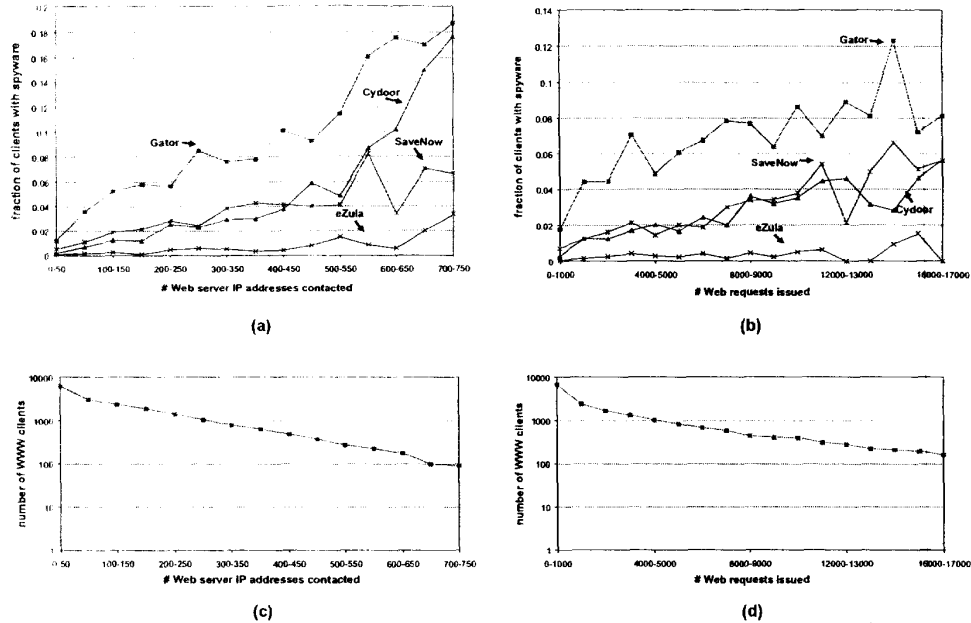 fraction of clients with spyware
0.2
0.18
0.16
0.14
0.12
0.1
0.08
0.06
0.04
0.02
0
Gator
Cydoor
SaveNow
eZula
0-50 100-150 200-250 300-350 400-450 500-550 600-650 700-750
# Web server IP addresses contacted
(a)
fraction of clients with spyware
0.14
0.12
0.10
0.08
0.06
0.04
0.02
0
Gator
SaveNow
Cydoor
eZula
0-1000 4000-5000 8000-9000 12000-13000 16000-17000
# Web requests issued
(b)
number of WWW clients
10000
1000
100
10
1
0-50 100-150 200-250 300-350 400-450 500-550 600-650 700-750
# Web server IP addresses contacted
(c)
number of WWW clients
10000
1000
100
10
1
0-1000 4000-5000 8000-9000 12000-13000 16000-17000
# Web requests issued
(d)